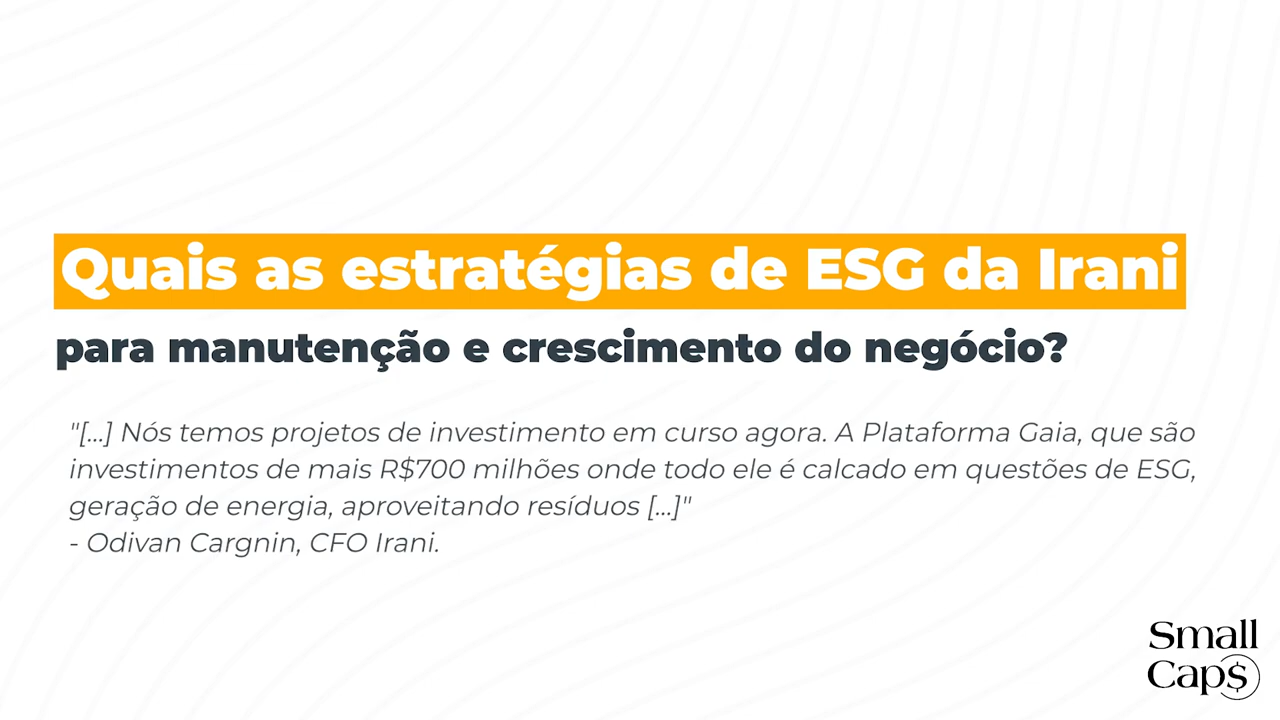 Quais as estratégias de ESG da Irani
para manutenção e crescimento do negócio?
"[...] Nós temos projetos de investimento em curso agora. A Plataforma Gaia, que são
investimentos de mais R$700 milhões onde todo ele é calcado em questões de ESG,
geração de energia, aproveitando resíduos [...]"
- Odivan Cargnin, CFO Irani.
Small
Cap$